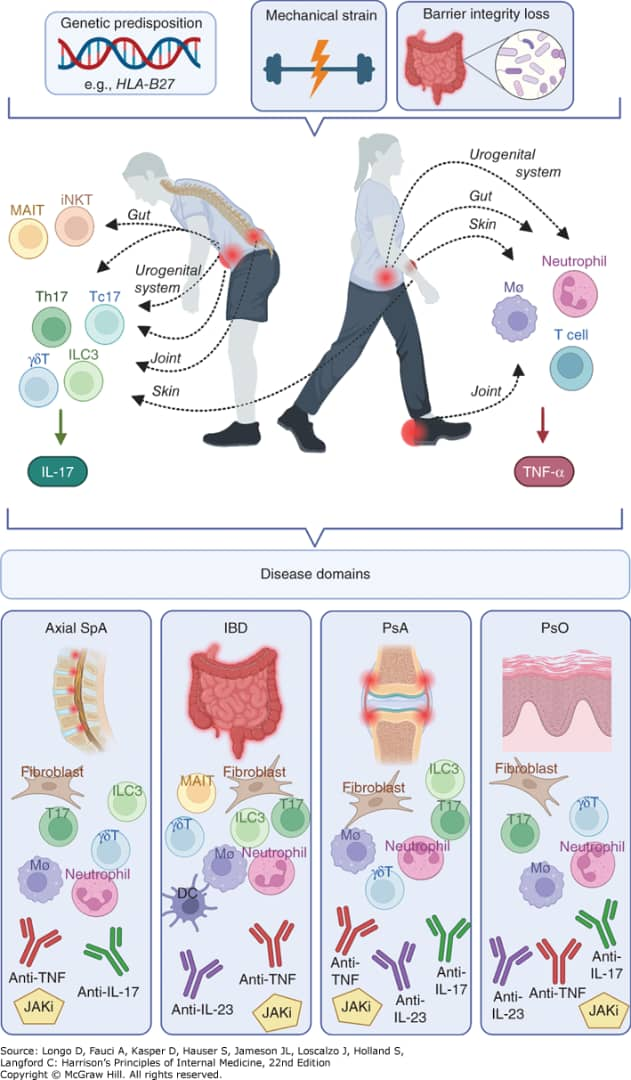 Genetic predisposition
e.g., HLA-B27
Mechanical strain
Barrier integrity loss
MAIT
iNKT
Gut
Urogenital
system
Th17
Tc17
γδT
ILC3
Joint
Skin
IL-17
Urogenital
system
Gut
Skin
Neutrophil
Mø
T cell
Joint
TNF-α
Disease domains
Axial SpA
Fibroblast
ILC3
T17
γδT
Mø
Neutrophil
Anti-TNF
Anti-IL-17
JAKi
IBD
MAIT
Fibroblast
γδT
ILC3
T17
Mø
Neutrophil
DC
Anti-TNF
Anti-IL-23
JAKi
PsA
ILC3
Fibroblast
T17
Mø
Neutrophil
γδT
Anti-
TNF
Anti-
IL-23
Anti-
IL-17
JAKi
PsO
Fibroblast
γδT
T17
Neutrophil
Mø
Anti-
IL-17
Anti-
IL-23
Anti-TNF
JAKi
Source: Longo D, Fauci A, Kasper D, Hauser S, Jameson JL, Loscalzo J, Holland S,
Langford C: Harrison's Principles of Internal Medicine, 22nd Edition
Copyright © McGraw Hill. All rights reserved.